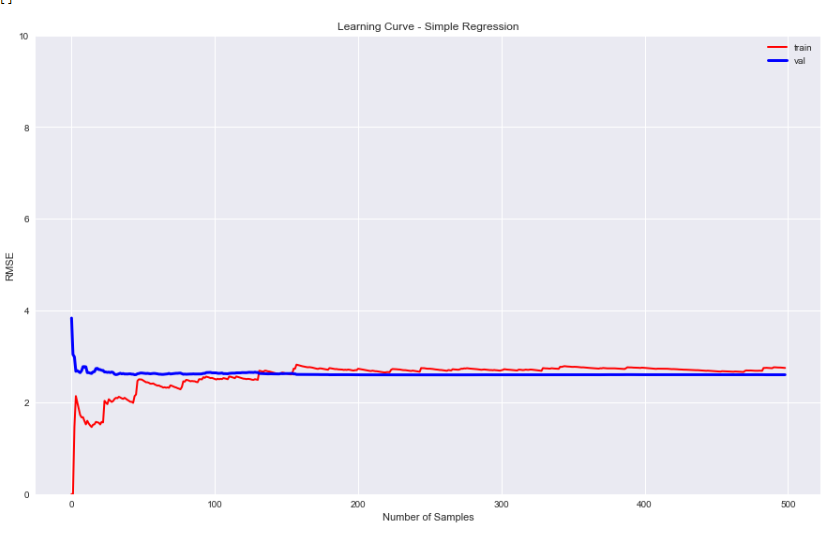 []
Learning Curve - Simple Regression
10
train
val
8
6
RMSE
4
2
0
0 100 200 300 400 500
Number of Samples